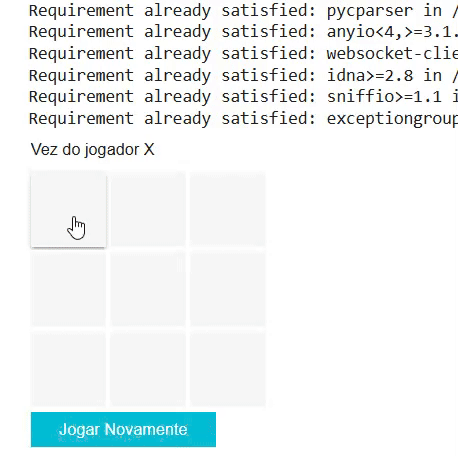 Requirement already satisfied: pycparser in /
Requirement already satisfied: anyio<4,>=3.1.
Requirement already satisfied: websocket-clie
Requirement already satisfied: idna>=2.8 in /
Requirement already satisfied: sniffio>=1.1 i
Requirement already satisfied: exceptiongroup
Vez do jogador X
Jogar Novamente